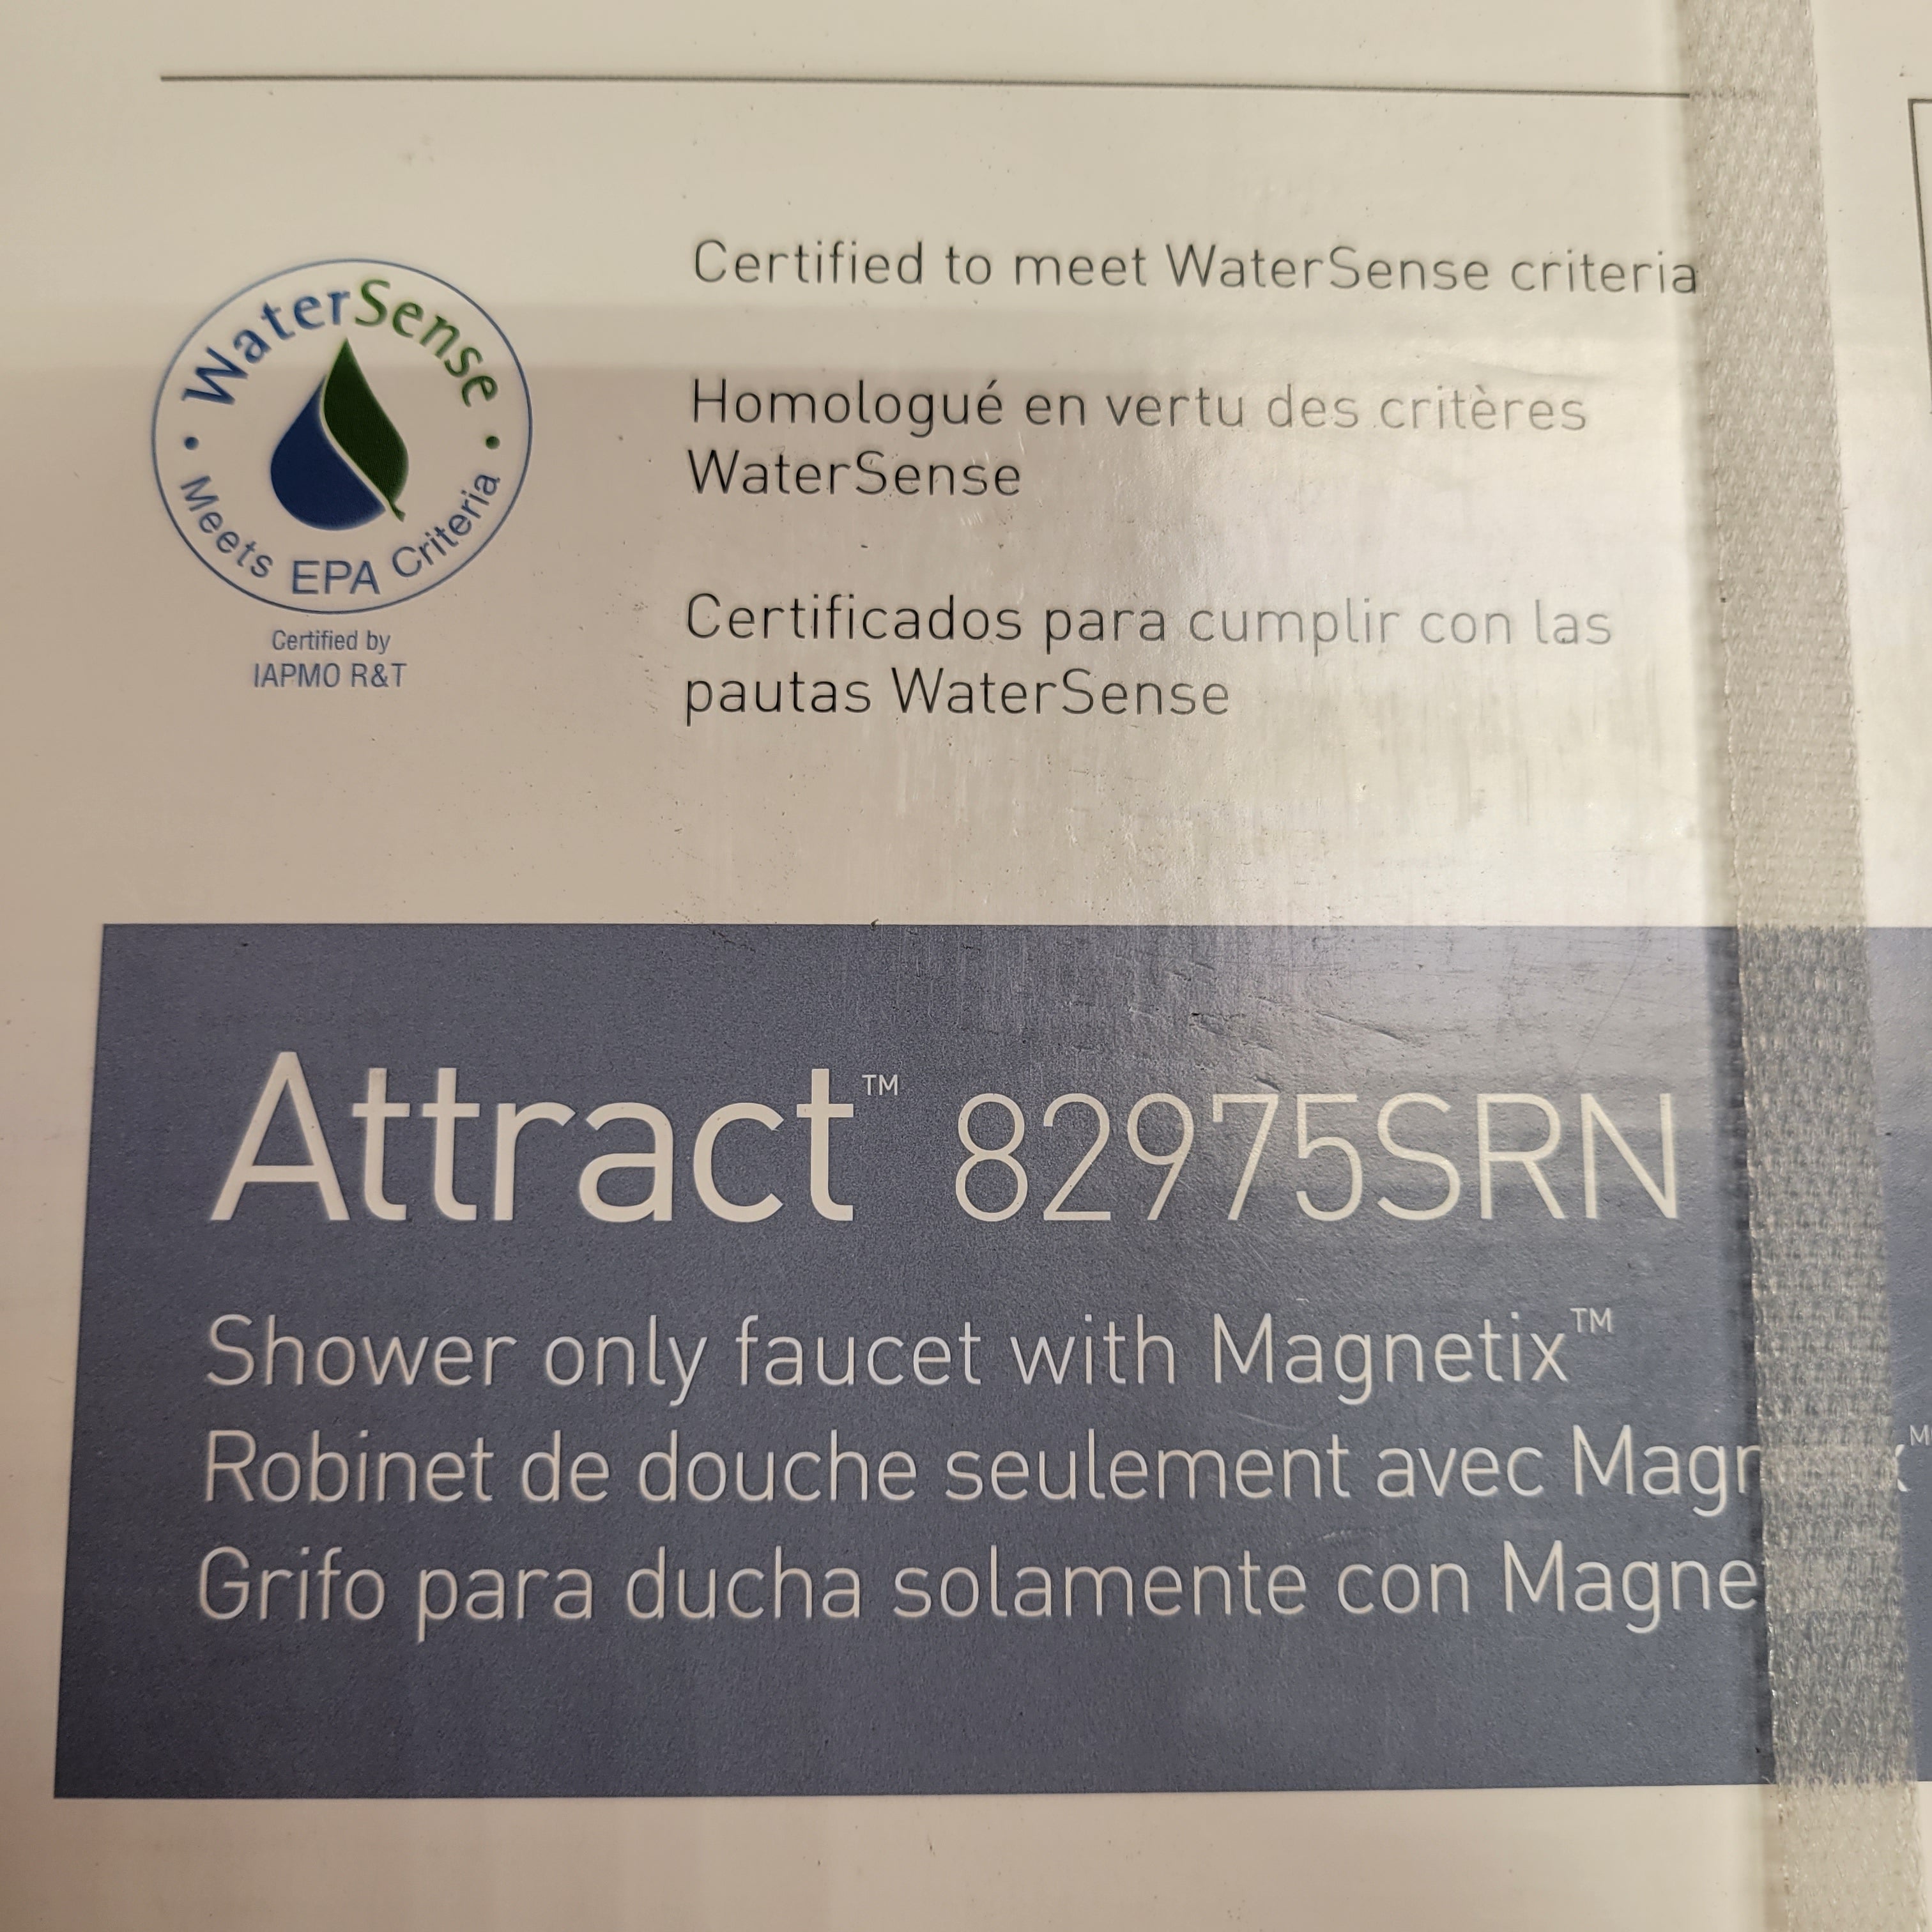 WaterSense
Meets EPA Criteria
Certified by
IAPMO R&T
Certified to meet WaterSense criteria
Homologué en vertu des critères
WaterSense
Certificados para cumplir con las
pautas WaterSense
Attract™ 82975SRN
Shower only faucet with Magnetix™
Robinet de douche seulement avec
Grifo para ducha solamente con